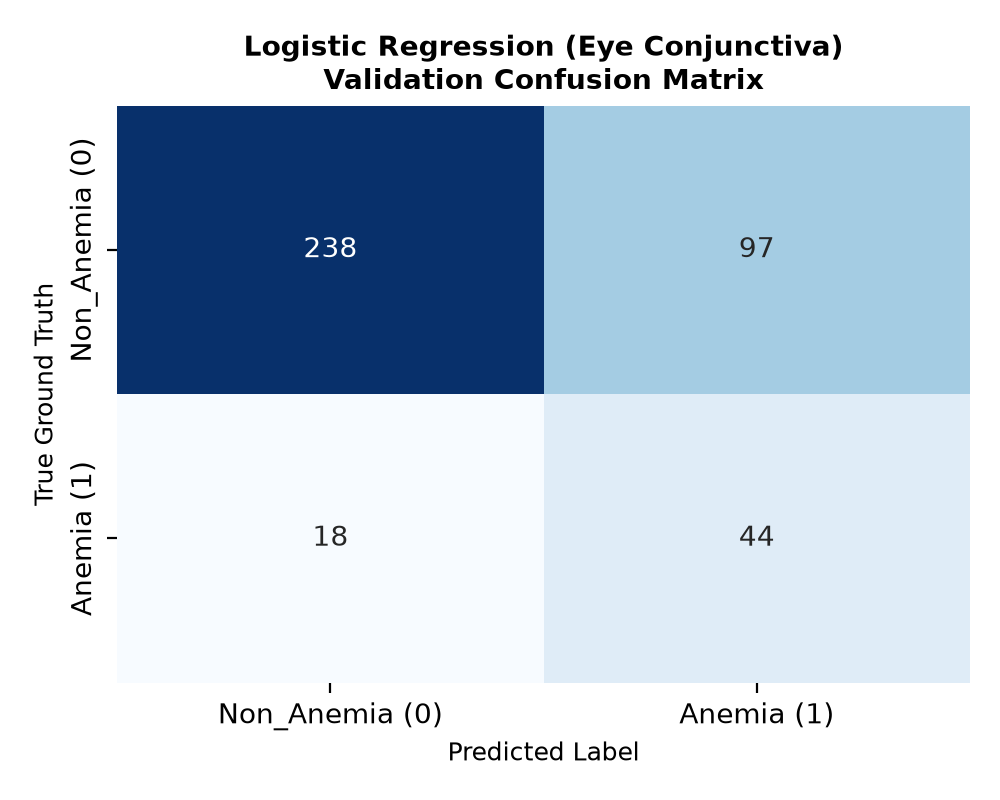 Logistic Regression (Eye Conjunctiva)
Validation Confusion Matrix
True Ground Truth
Non_Anemia (0)
238
97
Anemia (1)
18
44
Non_Anemia (0)
Anemia (1)
Predicted Label